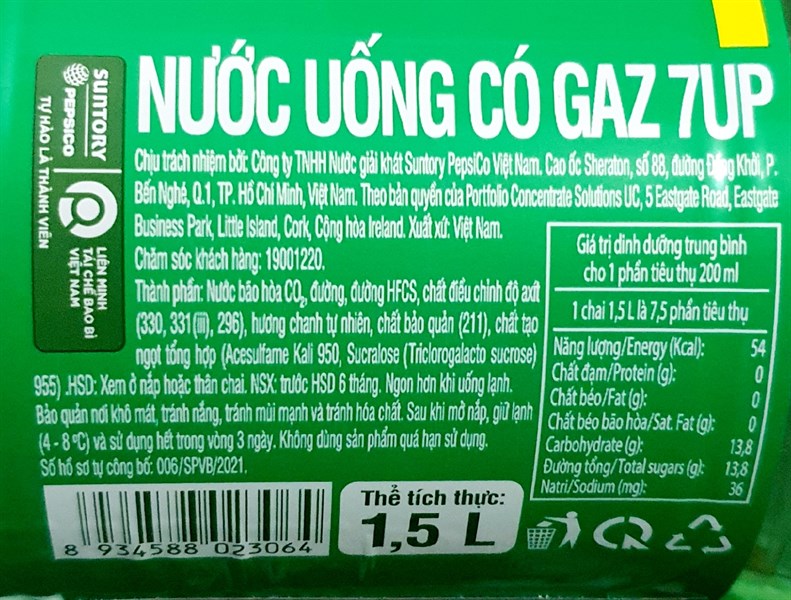 NƯỚC UỐNG CÓ GAZ 7UP
SUNTORY
PEPSICO
TỰ HÀO LÀ THÀNH VIÊN
LIÊN MINH
TÁI CHẾ BAO BÌ
VIỆT NAM
Chịu trách nhiệm bởi: Công ty TNHH Nước giải khát Suntory PepsiCo Việt Nam. Cao ốc Sheraton, số 88, đường Đồng Khởi, P.
Bến Nghé, Q.1, TP. Hồ Chí Minh, Việt Nam. Theo bản quyền của Portfolio Concentrate Solutions UC, 5 Eastgate Road, Eastgate
Business Park, Little Island, Cork, Cộng hòa Ireland. Xuất xứ: Việt Nam.
Chăm sóc khách hàng: 19001220.
Thành phần: Nước bão hòa CO₂, đường, đường HFCS, chất điều chỉnh độ axit
(330, 331(iii), 296), hương chanh tự nhiên, chất bảo quản (211), chất tạo
ngọt tổng hợp (Acesulfame Kali 950, Sucralose (Triclorogalacto sucrose)
955) .HSD: Xem ở nắp hoặc thân chai. NSX: trước HSD 6 tháng. Ngon hơn khi uống lạnh.
Bảo quản nơi khô mát, tránh nắng, tránh mùi mạnh và tránh hóa chất. Sau khi mở nắp, giữ lạnh
(4 - 8 °C) và sử dụng hết trong vòng 3 ngày. Không dùng sản phẩm quá hạn sử dụng.
Số hồ sơ tự công bố: 006/SPVB/2021.
Giá trị dinh dưỡng trung bình
cho 1 phần tiêu thụ 200 ml
1 chai 1,5 L là 7,5 phần tiêu thụ
Năng lượng/Energy (Kcal): 54
Chất đạm/Protein (g): 0
Chất béo/Fat (g): 0
Chất béo bão hòa/Sat. Fat (g): 0
Carbohydrate (g): 13,8
Đường tổng/Total sugars (g): 13,8
Natri/Sodium (mg): 36
8 934588 023064
Thể tích thực:
1,5 L